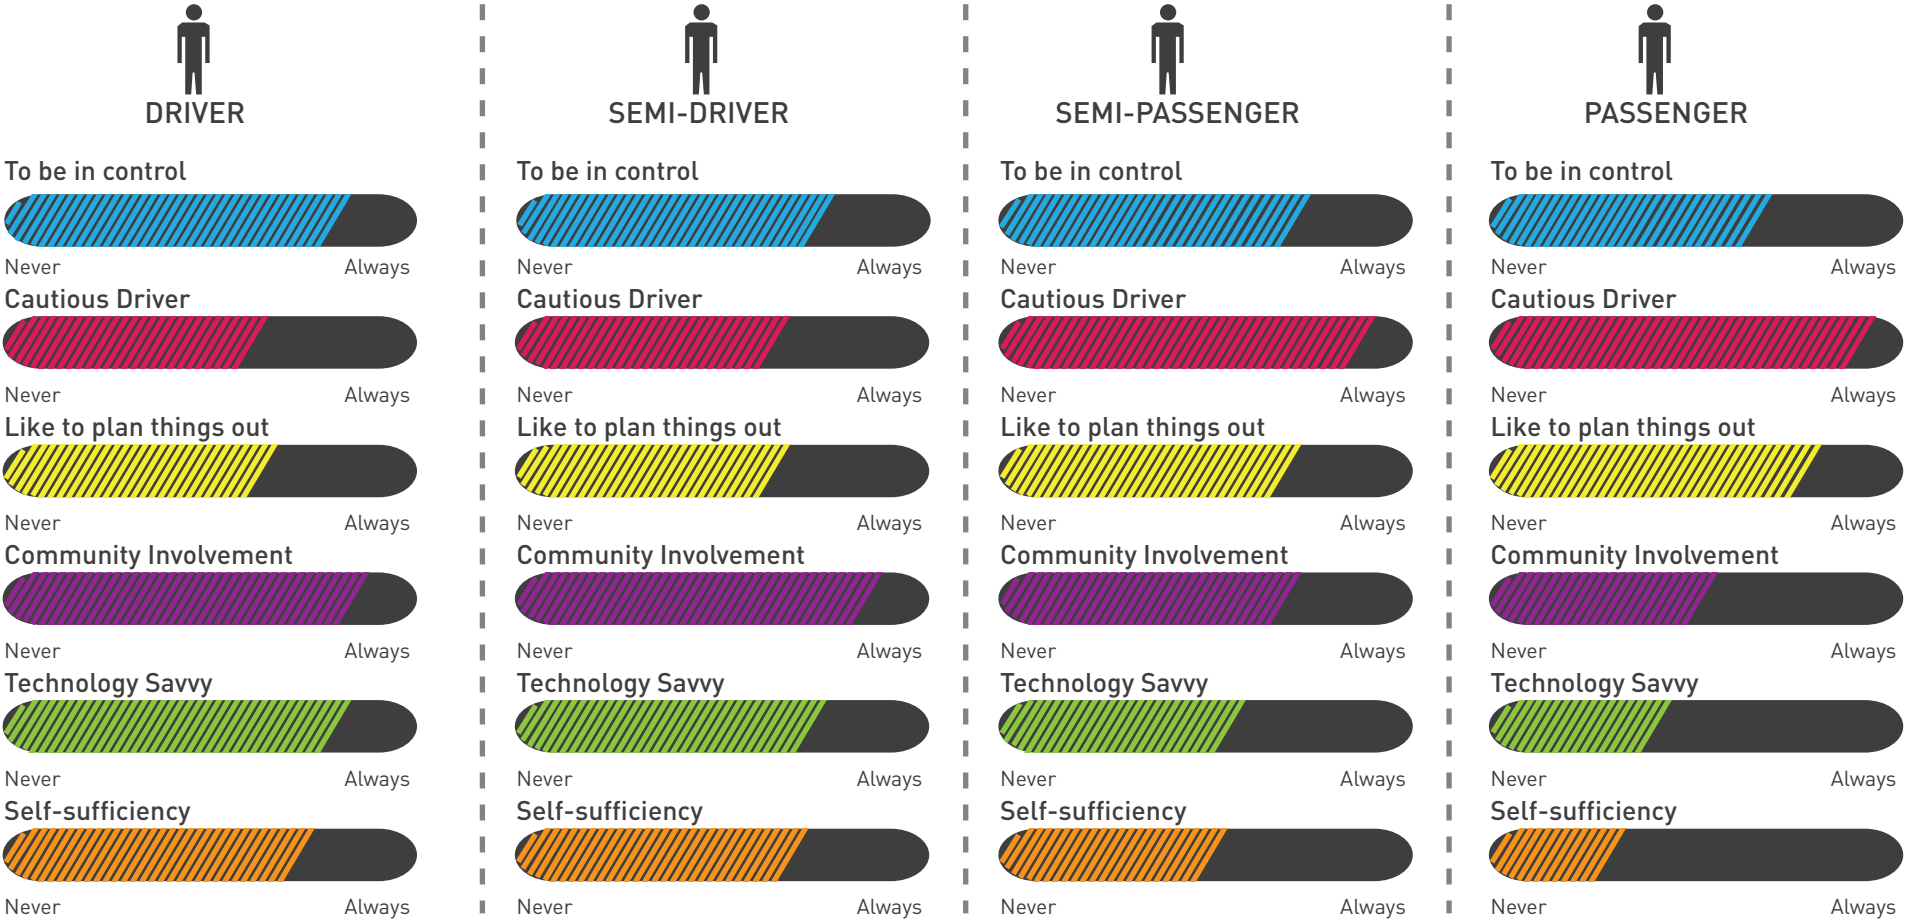 DRIVER
To be in control
Never Always
Cautious Driver
Never Always
Like to plan things out
Never Always
Community Involvement
Never Always
Technology Savvy
Never Always
Self-sufficiency
Never Always
SEMI-DRIVER
To be in control
Never Always
Cautious Driver
Never Always
Like to plan things out
Never Always
Community Involvement
Never Always
Technology Savvy
Never Always
Self-sufficiency
Never Always
SEMI-PASSENGER
To be in control
Never Always
Cautious Driver
Never Always
Like to plan things out
Never Always
Community Involvement
Never Always
Technology Savvy
Never Always
Self-sufficiency
Never Always
PASSENGER
To be in control
Never Always
Cautious Driver
Never Always
Like to plan things out
Never Always
Community Involvement
Never Always
Technology Savvy
Never Always
Self-sufficiency
Never Always